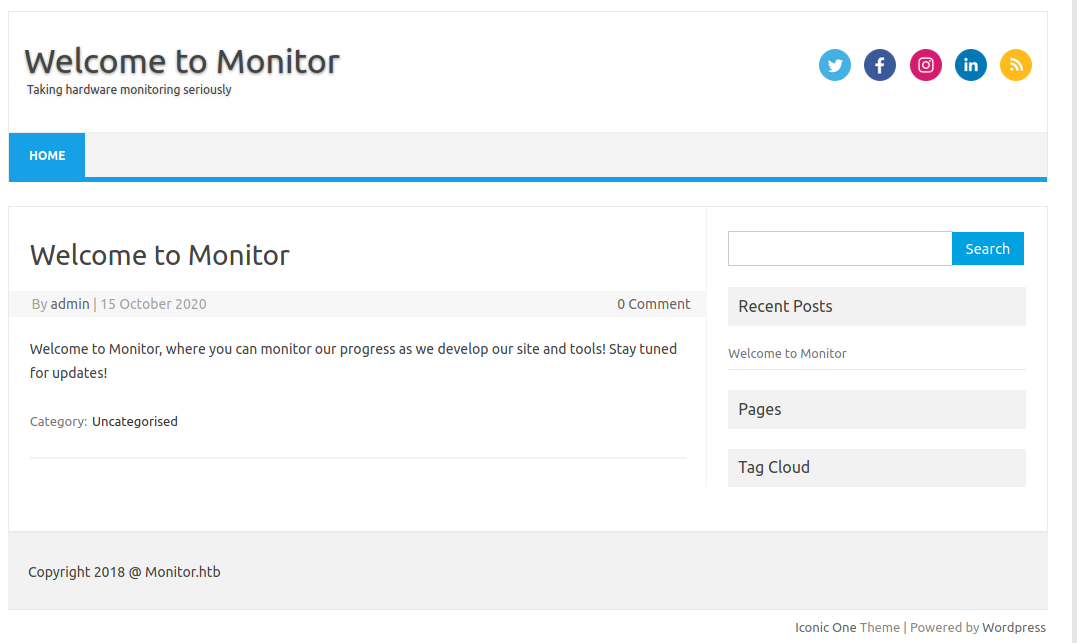 Welcome to Monitor
Taking hardware monitoring seriously
HOME
Welcome to Monitor
By admin | 15 October 2020
0 Comment
Welcome to Monitor, where you can monitor our progress as we develop our site and tools! Stay tuned
for updates!
Category: Uncategorised
Search
Recent Posts
Welcome to Monitor
Pages
Tag Cloud
Copyright 2018 @ Monitor.htb
Iconic One Theme | Powered by Wordpress